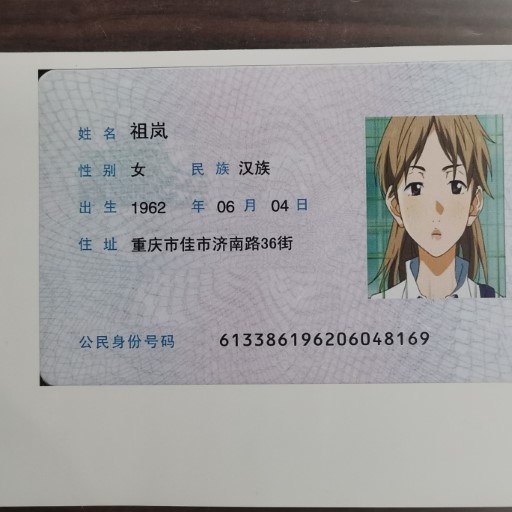 姓名 祖岚
性别 女 民族 汉族
出生 1962 年 06 月 04 日
住址 重庆市佳市济南路36街
公民身份号码 613386196206048169